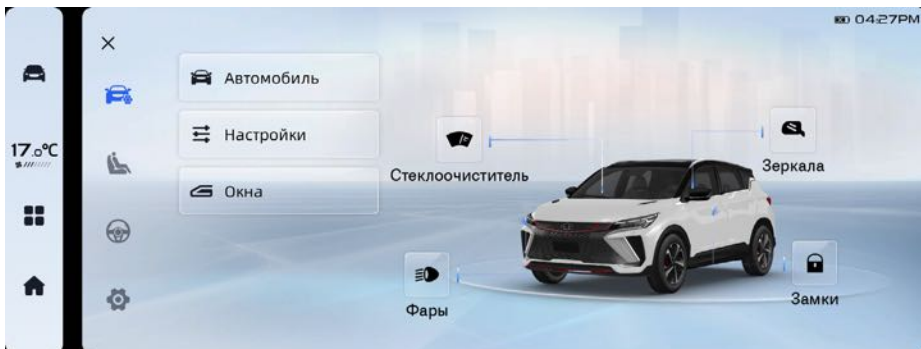 04:27PM
Автомобиль
Настройки
17.0°C
Стеклоочиститель
Зеркала
Окна
Фары
Замки